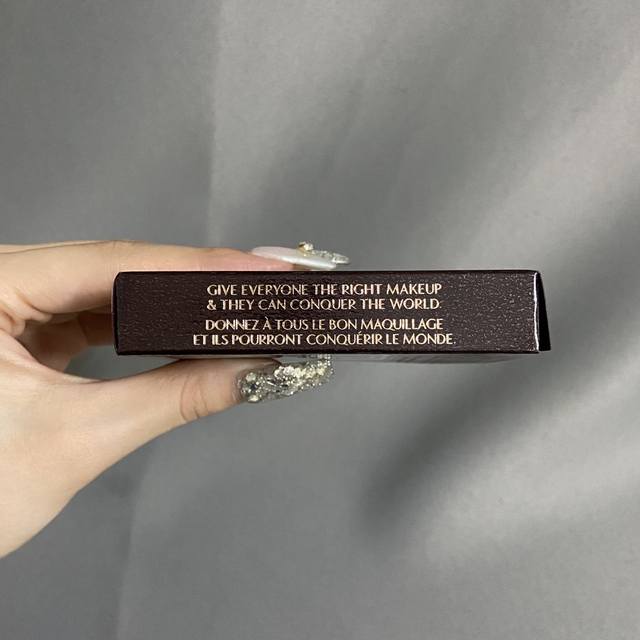 GIVE EVERYONE THE RIGHT MAKEUP
& THEY CAN CONQUER THE WORLD.
DONNEZ À TOUS LE BON MAQUILLAGE
ET ILS POURRONT CONQUÉRIR LE MONDE.